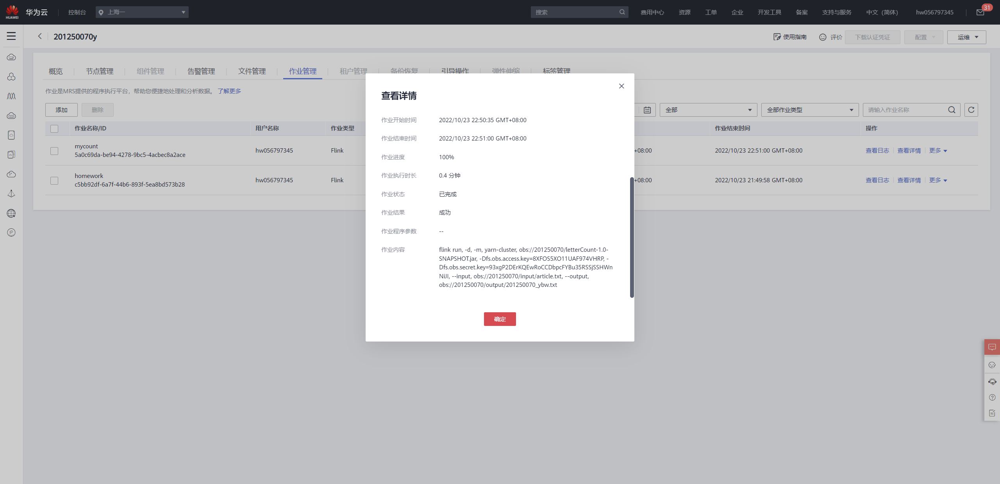 HUAWEI 华为云 控制台 上海一 搜索 费用中心 资源 工单 企业 开发工具 备案 支持与服务 中文（简体） hw056797345 31
201250070y 使用指南 评价 下载认证凭证 配置 运维
概览 节点管理 组件管理 告警管理 文件管理 作业管理 租户管理 备份恢复 引导操作 弹性伸缩 标签管理
作业是MRS提供的程序执行平台，帮助您便捷地处理和分析数据。 了解更多
添加 删除 全部 全部作业类型 请输入作业名称
作业名称/ID 用户名称 作业类型 作业结束时间 操作
mycount
5a0c69da-be94-4278-9bc5-4acbec8a2ace hw056797345 Flink +08:00 2022/10/23 22:51:00 GMT+08:00 查看日志 查看详情 更多
homework
c5bb92df-6a7f-44b6-893f-5ea8bd573b28 hw056797345 Flink +08:00 2022/10/23 21:49:58 GMT+08:00 查看日志 查看详情 更多
查看详情
作业开始时间 2022/10/23 22:50:35 GMT+08:00
作业结束时间 2022/10/23 22:51:00 GMT+08:00
作业进度 100%
作业执行时长 0.4 分钟
作业状态 已完成
作业结果 成功
作业程序参数 --
作业内容 flink run, -d, -m, yarn-cluster, obs://201250070/letterCount-1.0-
SNAPSHOT.jar, -Dfs.obs.access.key=8XFOS5XO11UAF974VHRP, -
Dfs.obs.secret.key=93xgP2DErKQEwRoCCDbpcFYBu35RSSjSSHWn
NiJI, --input, obs://201250070/input/article.txt, --output,
obs://201250070/output/201250070_ybw.txt
确定
IP